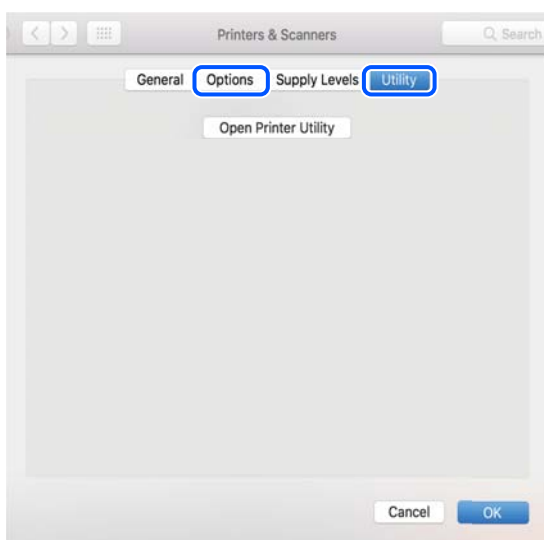 Printers & Scanners
Search
General Options Supply Levels Utility
Open Printer Utility
Cancel OK